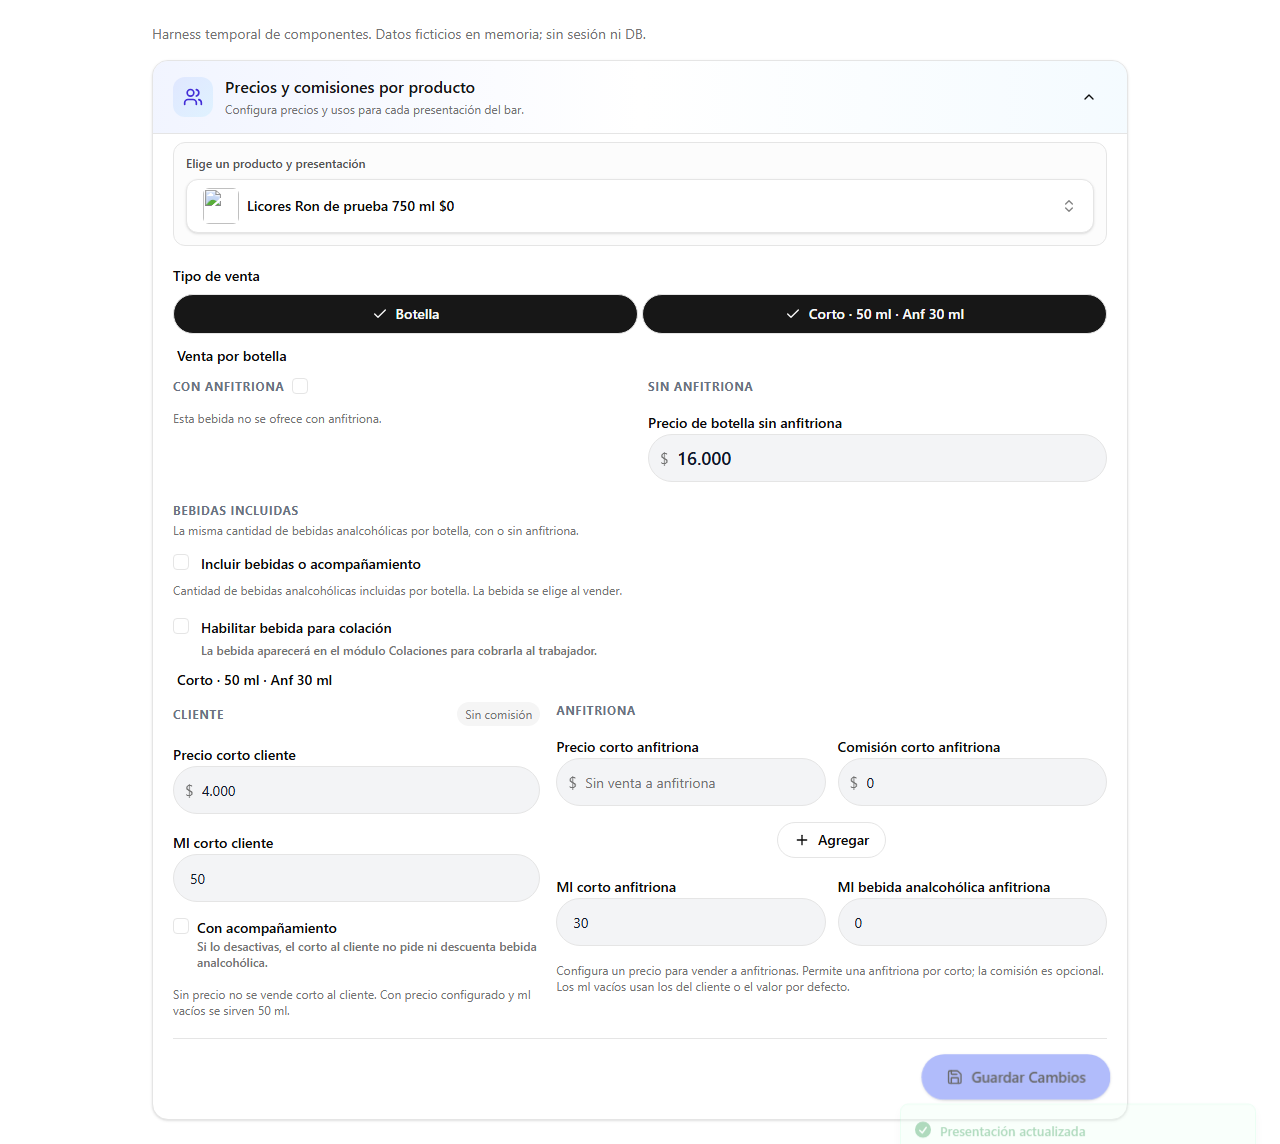 Harness temporal de componentes. Datos ficticios en memoria; sin sesión ni DB.
Precios y comisiones por producto
Configura precios y usos para cada presentación del bar.
Elige un producto y presentación
Licores Ron de prueba 750 ml $0
Tipo de venta
Botella
Corto · 50 ml · Anf 30 ml
Venta por botella
CON ANFITRIONA
Esta bebida no se ofrece con anfitriona.
SIN ANFITRIONA
Precio de botella sin anfitriona
$ 16.000
BEBIDAS INCLUIDAS
La misma cantidad de bebidas analcohólicas por botella, con o sin anfitriona.
Incluir bebidas o acompañamiento
Cantidad de bebidas analcohólicas incluidas por botella. La bebida se elige al vender.
Habilitar bebida para colación
La bebida aparecerá en el módulo Colaciones para cobrarla al trabajador.
Corto · 50 ml · Anf 30 ml
CLIENTE
Sin comisión
Precio corto cliente
$ 4.000
Ml corto cliente
50
Con acompañamiento
Si lo desactivas, el corto al cliente no pide ni descuenta bebida
analcohólica.
Sin precio no se vende corto al cliente. Con precio configurado y ml
vacíos se sirven 50 ml.
ANFITRIONA
Precio corto anfitriona
$ Sin venta a anfitriona
Comisión corto anfitriona
$ 0
Agregar
Ml corto anfitriona
30
Ml bebida analcohólica anfitriona
0
Configura un precio para vender a anfitrionas. Permite una anfitriona por corto; la comisión es opcional.
Los ml vacíos usan los del cliente o el valor por defecto.
Guardar Cambios
Presentación actualizada